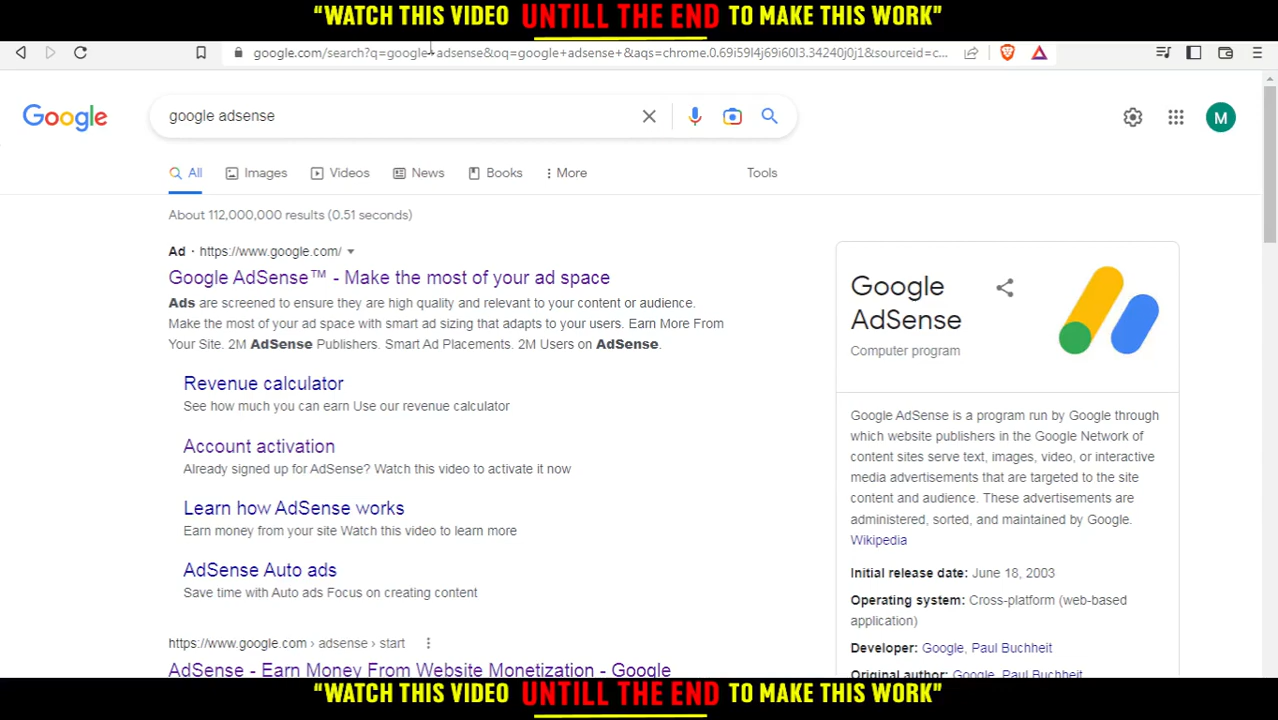 “WATCH THIS VIDEO UNTILL THE END TO MAKE THIS WORK”
google.com/search?q=google+adsense&oq=google+adsense+&aqs=chrome.0.69i59l4j69i60l3.34240j0j1&sourceid=c...
Google
google adsense
M
All
Images
Videos
News
Books
More
Tools
About 112,000,000 results (0.51 seconds)
Ad · https://www.google.com/
Google AdSense™ - Make the most of your ad space
Ads are screened to ensure they are high quality and relevant to your content or audience.
Make the most of your ad space with smart ad sizing that adapts to your users. Earn More From
Your Site. 2M AdSense Publishers. Smart Ad Placements. 2M Users on AdSense.
Revenue calculator
See how much you can earn Use our revenue calculator
Account activation
Already signed up for AdSense? Watch this video to activate it now
Learn how AdSense works
Earn money from your site Watch this video to learn more
AdSense Auto ads
Save time with Auto ads Focus on creating content
https://www.google.com › adsense › start
AdSense - Earn Money From Website Monetization - Google
Google
AdSense
Computer program
Google AdSense is a program run by Google through
which website publishers in the Google Network of
content sites serve text, images, video, or interactive
media advertisements that are targeted to the site
content and audience. These advertisements are
administered, sorted, and maintained by Google.
Wikipedia
Initial release date: June 18, 2003
Operating system: Cross-platform (web-based
application)
Developer: Google, Paul Buchheit
Original author: Google, Paul Buchheit
“WATCH THIS VIDEO UNTILL THE END TO MAKE THIS WORK”